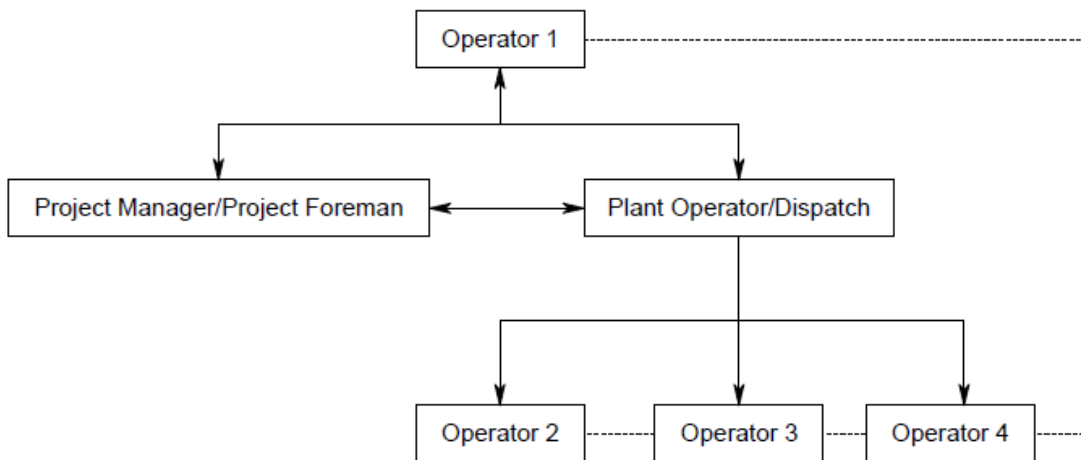 Operator 1
Project Manager/Project Foreman
Plant Operator/Dispatch
Operator 2
Operator 3
Operator 4